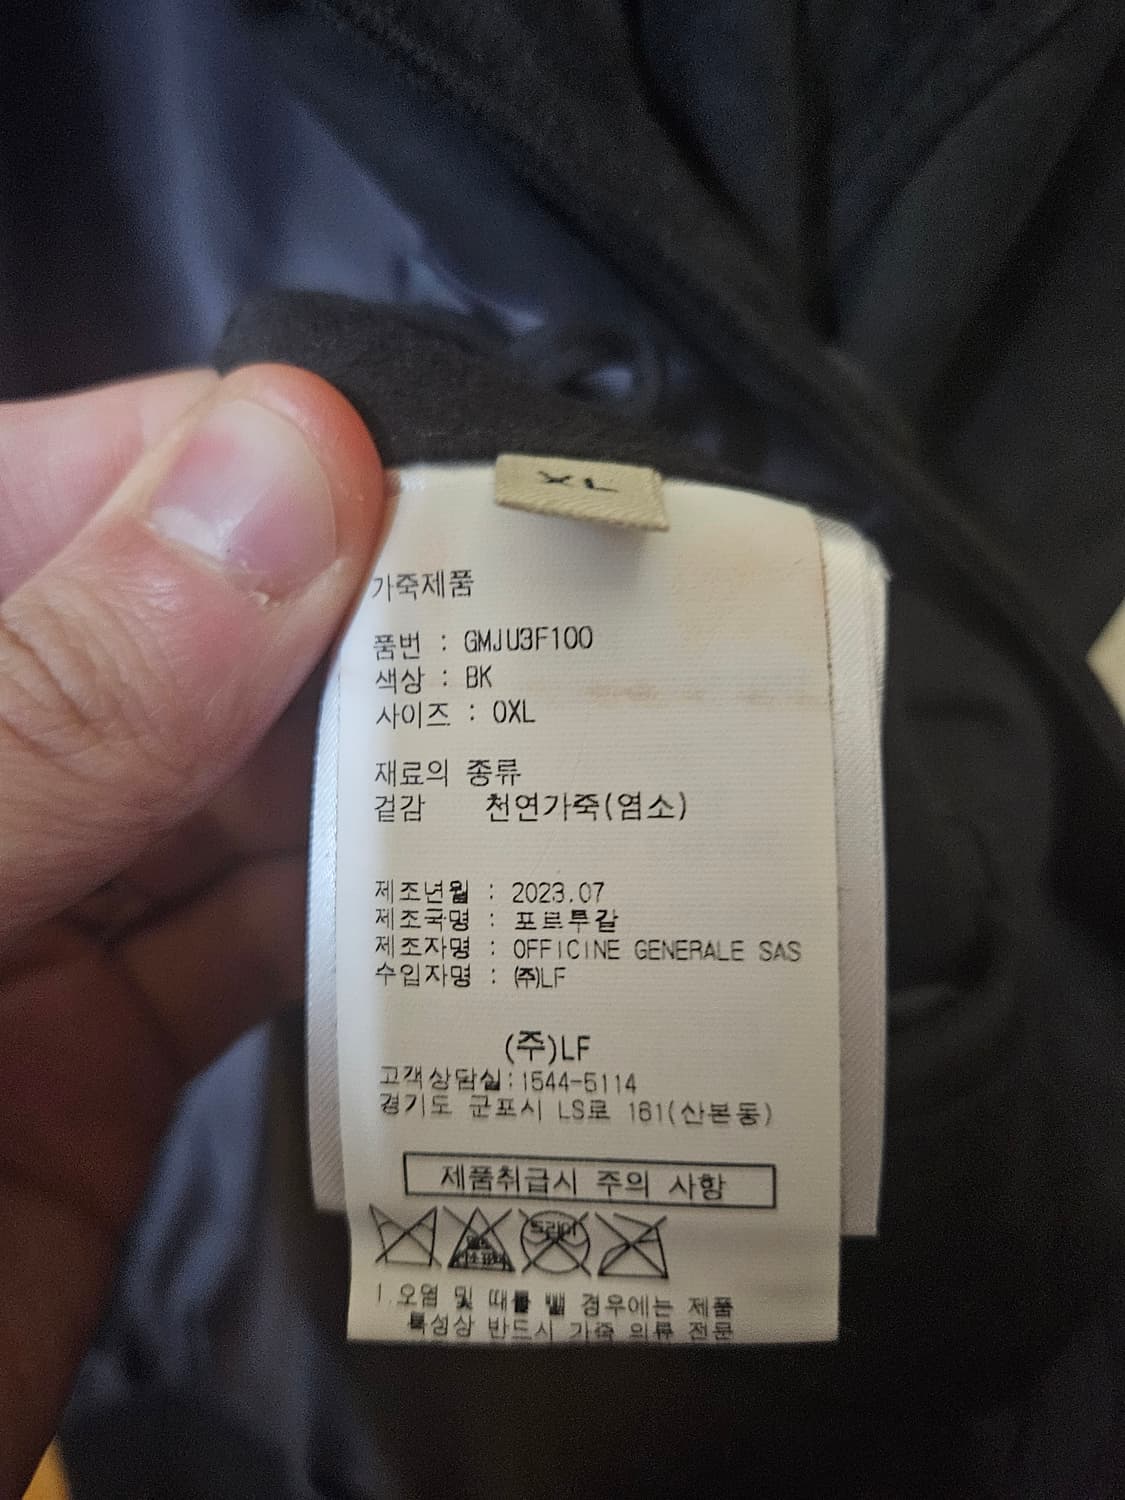 XL
가죽제품
품번 : GMJU3F100
색상 : BK
사이즈 : 0XL
재료의 종류
겉감 천연가죽(염소)
제조년월 : 2023.07
제조국명 : 포르투갈
제조자명 : OFFICINE GENERALE SAS
수입자명 : ㈜LF
(주)LF
고객상담실:1544-5114
경기도 군포시 LS로 161(산본동)
제품취급시 주의 사항
드라이
1.오염 및 때를 뺄 경우에는 제품
특성상 반드시 가죽 의류 전문